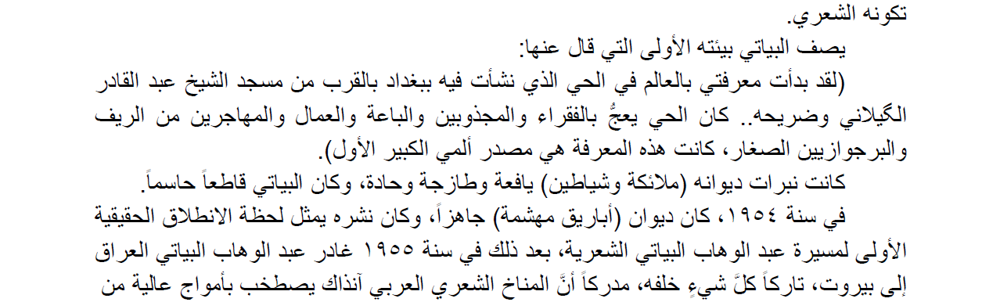 تكونه الشعري.
يصف البياتي بيئته الأولى التي قال عنها:
(لقد بدأت معرفتي بالعالم في الحي الذي نشأت فيه ببغداد بالقرب من مسجد الشيخ عبد القادر
الگيلاني وضريحه.. كان الحي يعجُّ بالفقراء والمجذوبين والباعة والعمال والمهاجرين من الريف
والبرجوازيين الصغار، كانت هذه المعرفة هي مصدر ألمي الكبير الأول).
كانت نبرات ديوانه (ملائكة وشياطين) يافعة وطازجة وحادة، وكان البياتي قاطعاً حاسماً.
في سنة ١٩٥٤، كان ديوان (أباريق مهشمة) جاهزاً، وكان نشره يمثل لحظة الانطلاق الحقيقية
الأولى لمسيرة عبد الوهاب البياتي الشعرية، بعد ذلك في سنة ١٩٥٥ غادر عبد الوهاب البياتي العراق
إلى بيروت، تاركاً كلَّ شيءٍ خلفه، مدركاً أنَّ المناخ الشعري العربي آنذاك يصطخب بأمواج عالية من